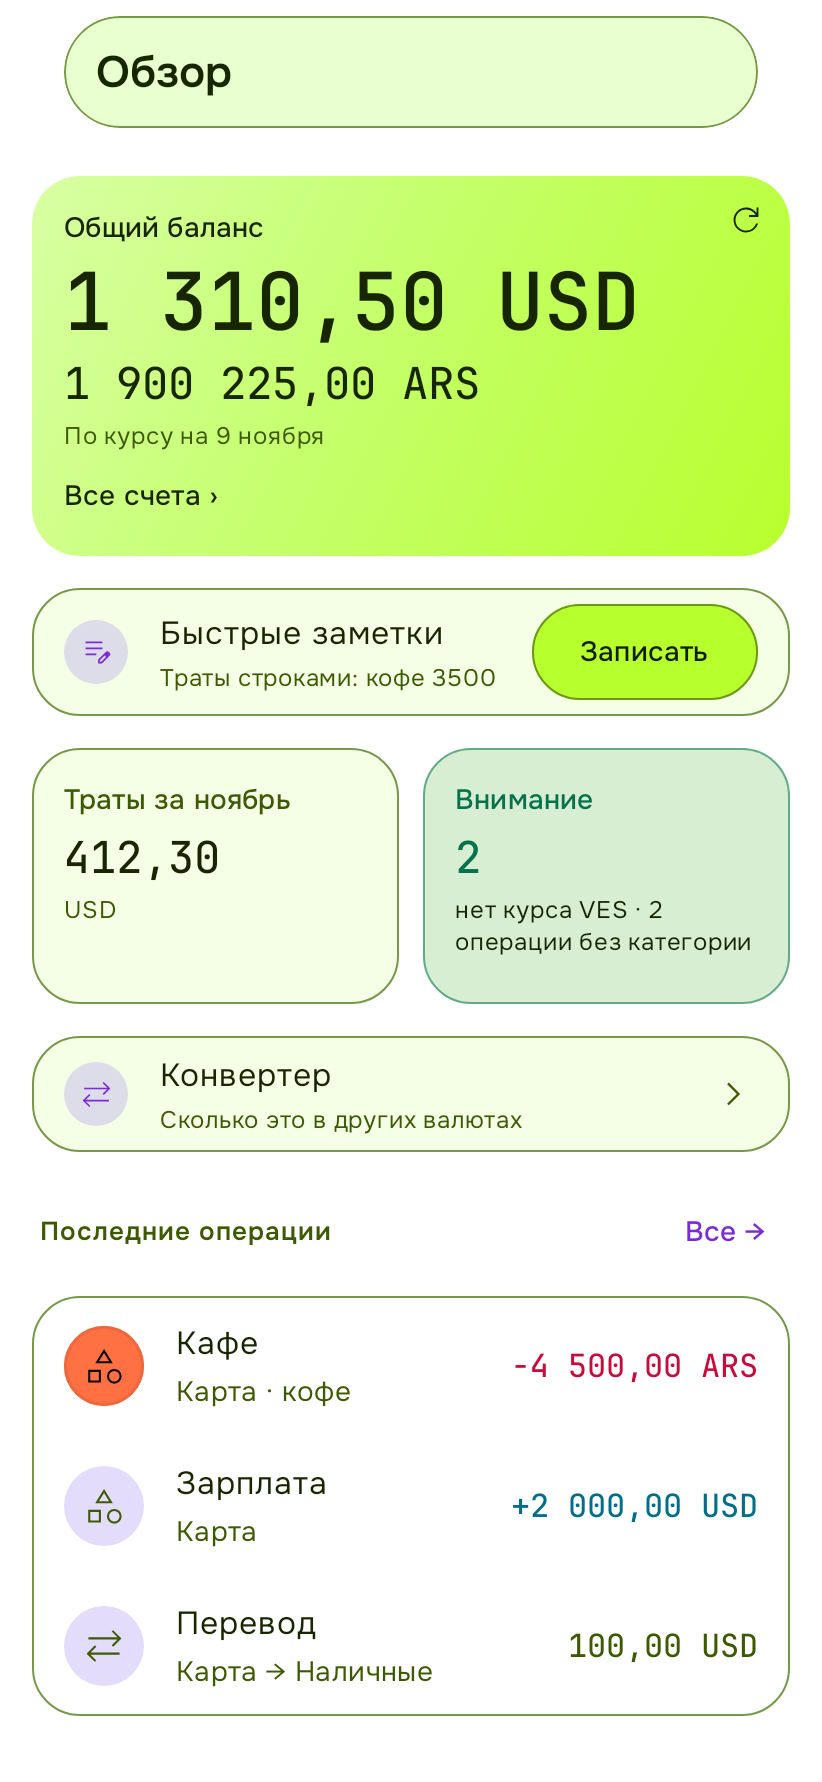 Обзор
Общий баланс
1 310,50 USD
1 900 225,00 ARS
По курсу на 9 ноября
Все счета ›
Быстрые заметки
Траты строками: кофе 3500
Записать
Траты за ноябрь
412,30
USD
Внимание
2
нет курса VES · 2
операции без категории
Конвертер
Сколько это в других валютах
Последние операции
Все →
Кафе
Карта · кофе
-4 500,00 ARS
Зарплата
Карта
+2 000,00 USD
Перевод
Карта → Наличные
100,00 USD